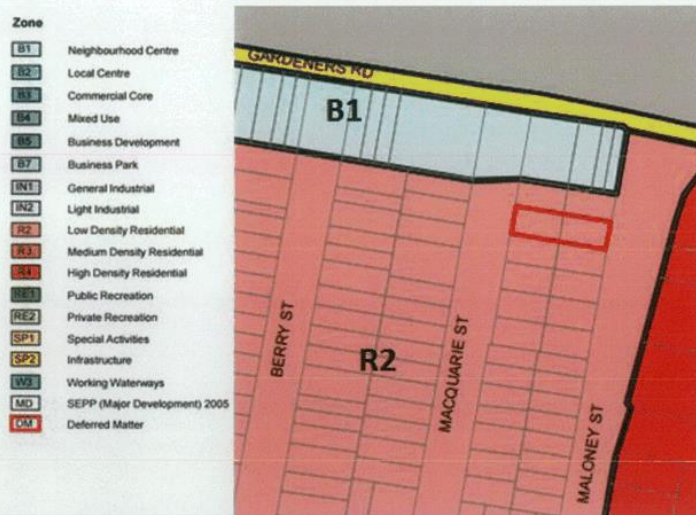 Zone
B1 Neighbourhood Centre
B2 Local Centre
B3 Commercial Core
B4 Mixed Use
B5 Business Development
B7 Business Park
IN1 General Industrial
IN2 Light Industrial
R2 Low Density Residential
R3 Medium Density Residential
R4 High Density Residential
RE1 Public Recreation
RE2 Private Recreation
SP1 Special Activities
SP2 Infrastructure
W3 Working Waterways
MD SEPP (Major Development) 2005
DM Deferred Matter
GARDENERS RD
B1
BERRY ST
R2
MACQUARIE ST
MALONEY ST